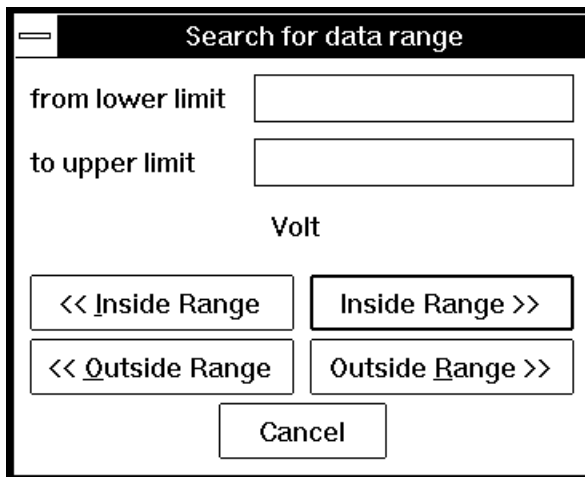 Search for data range
from lower limit
to upper limit
Volt
<< Inside Range Inside Range >>
<< Outside Range Outside Range >>
Cancel